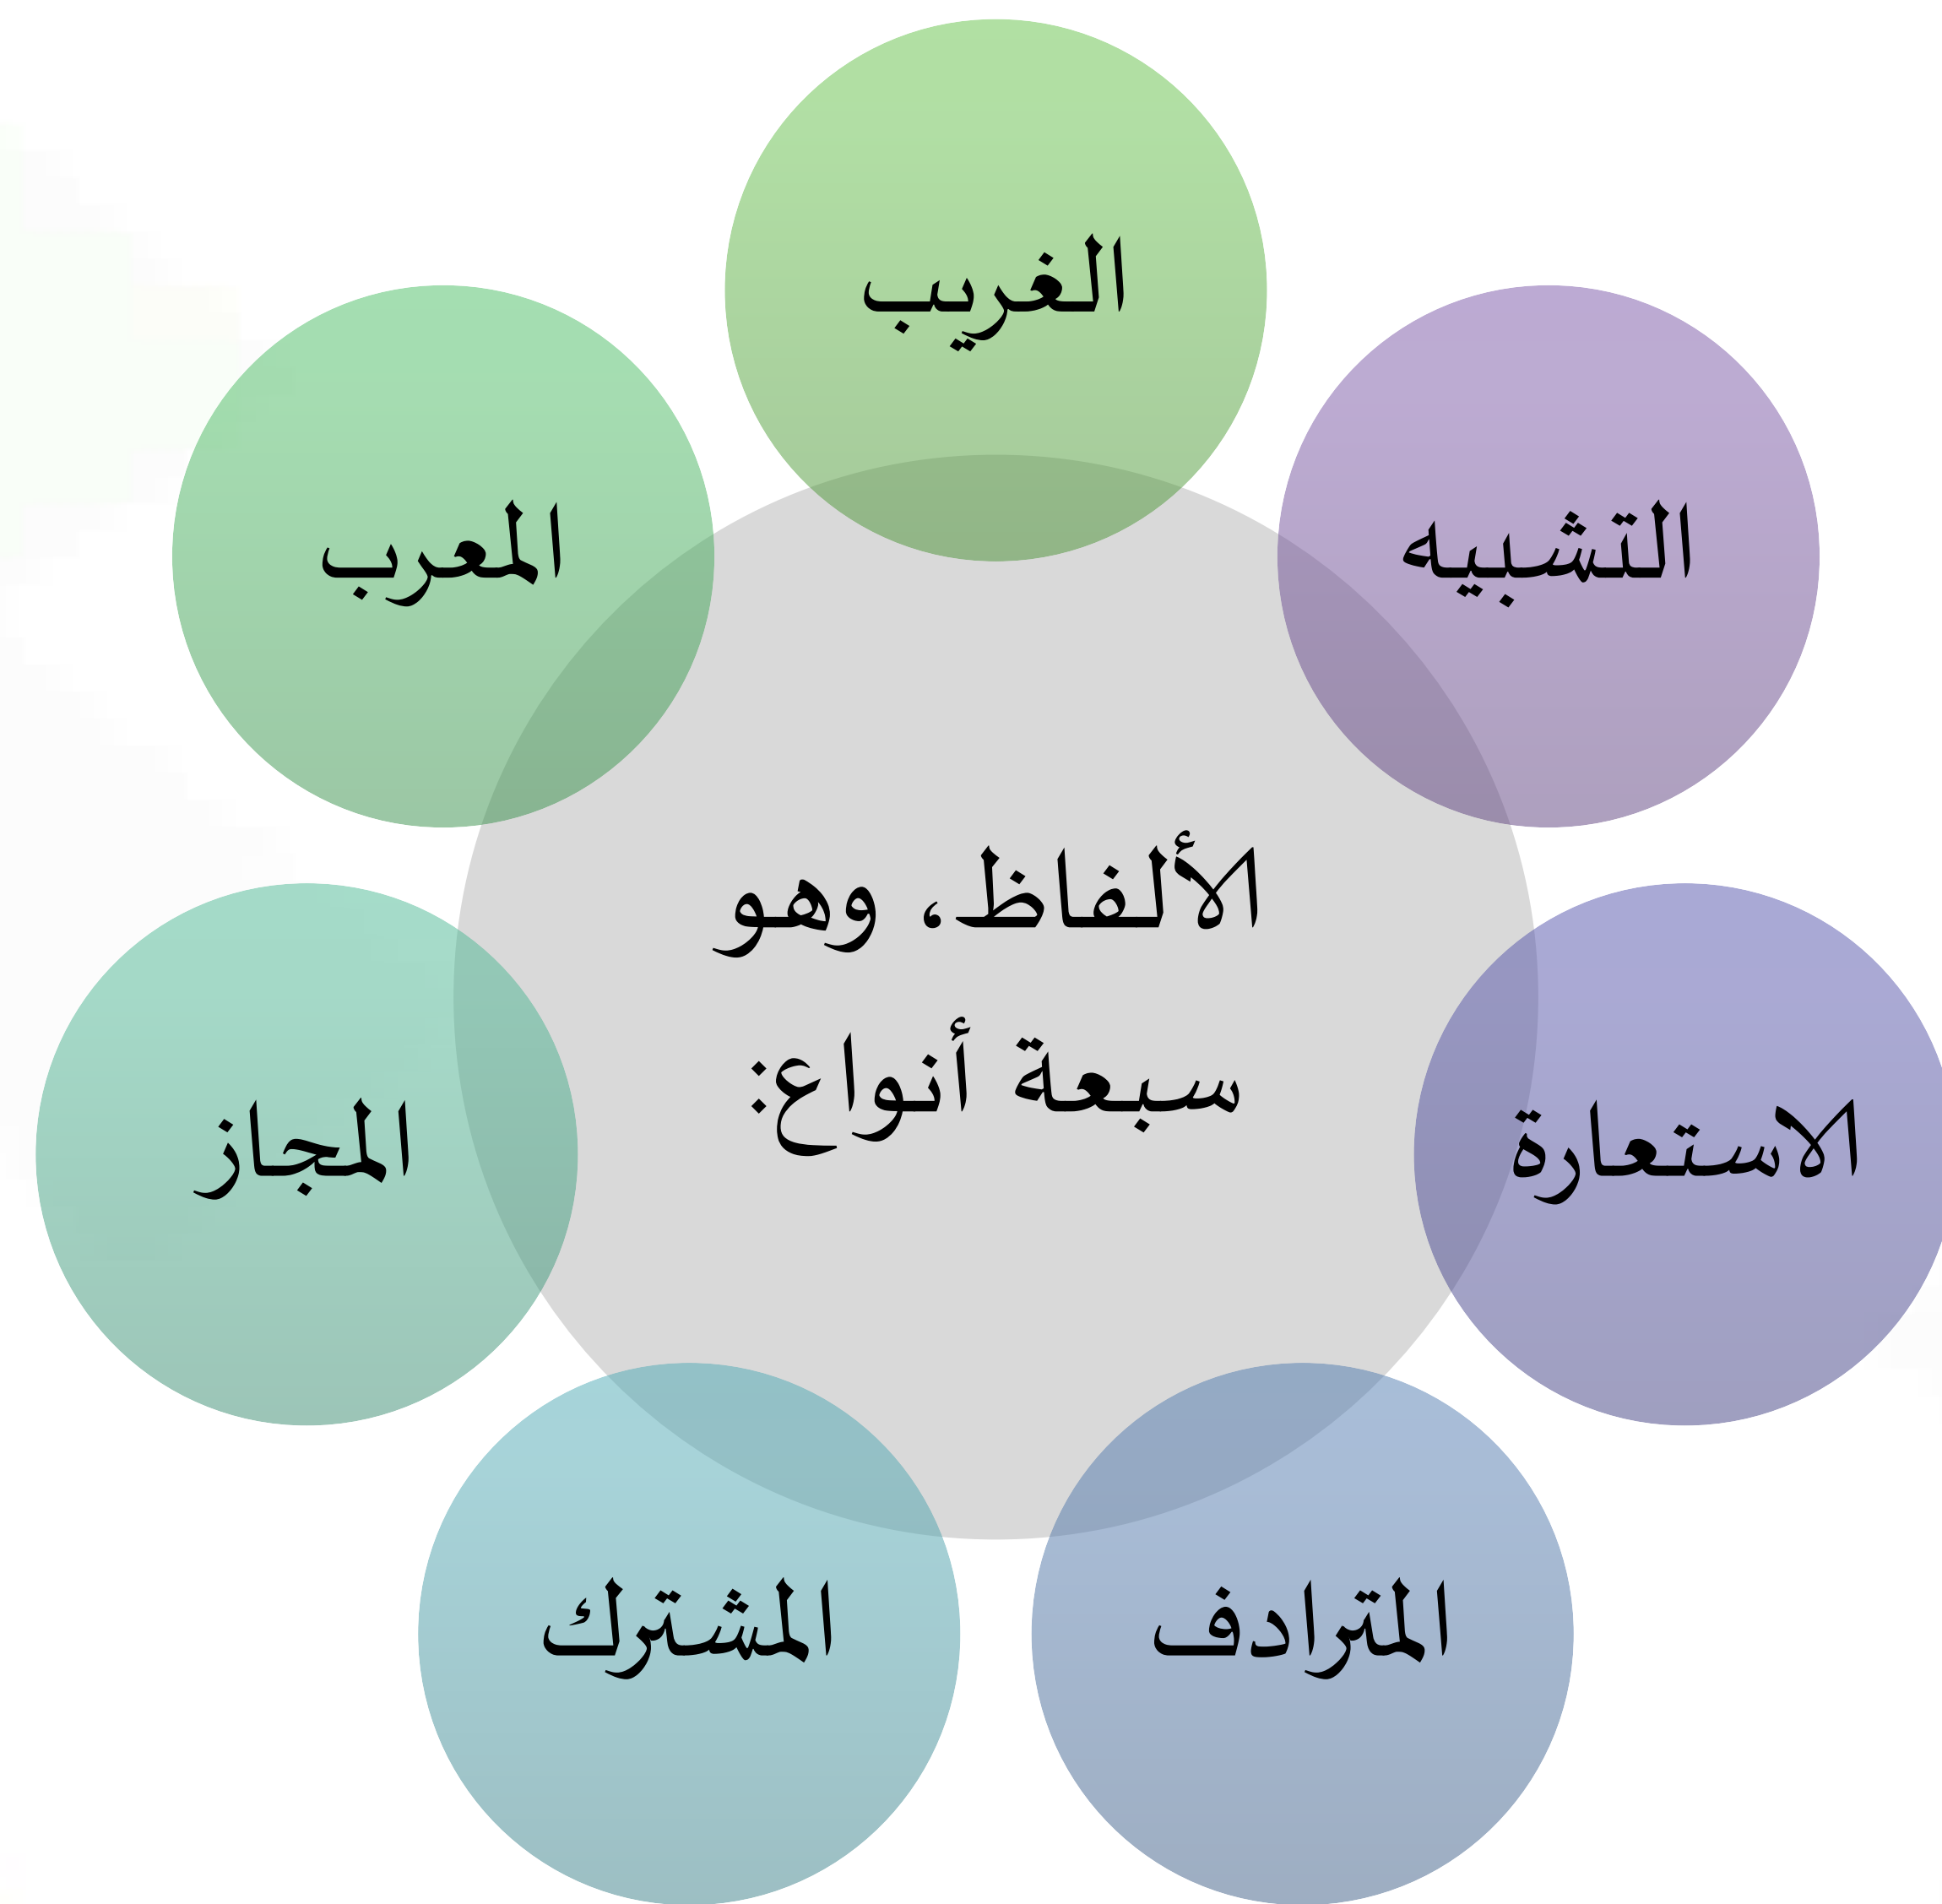 الغريب
المعرب
التشبيه
الألفاظ، وهو
سبعة أنواع:
المجاز
الاستعارة
المشترك
المترادف